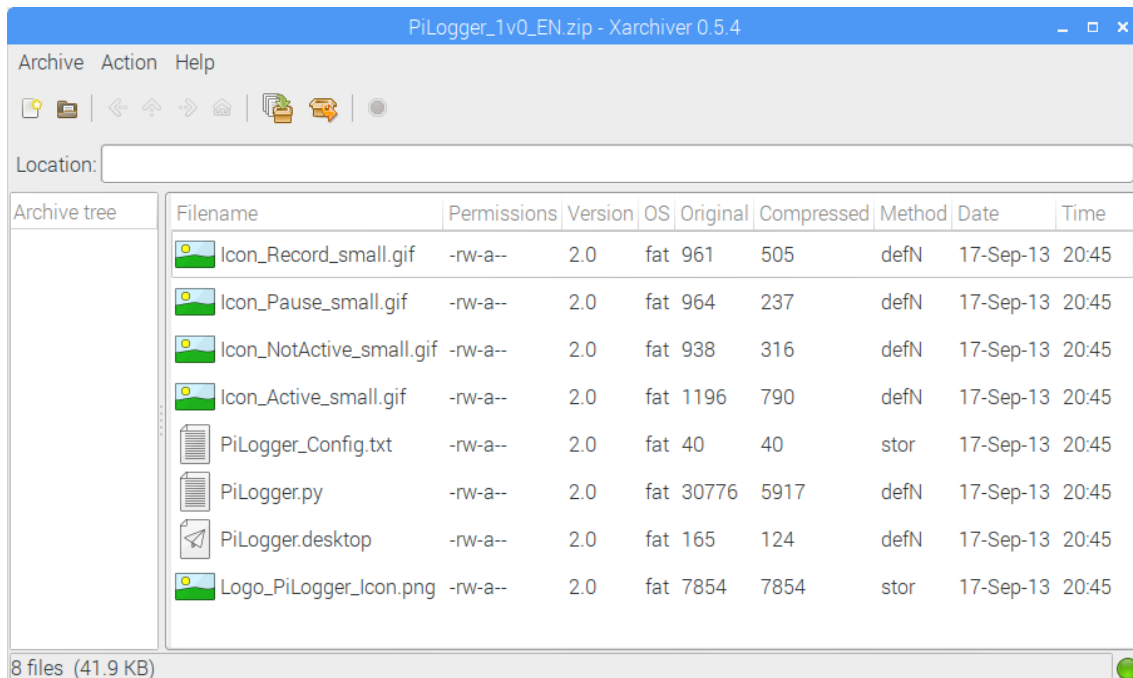 PiLogger_1v0_EN.zip - Xarchiver 0.5.4
Archive Action Help
Location:
Archive tree Filename Permissions Version OS Original Compressed Method Date Time
Icon_Record_small.gif -rw-a-- 2.0 fat 961 505 defN 17-Sep-13 20:45
Icon_Pause_small.gif -rw-a-- 2.0 fat 964 237 defN 17-Sep-13 20:45
Icon_NotActive_small.gif -rw-a-- 2.0 fat 938 316 defN 17-Sep-13 20:45
Icon_Active_small.gif -rw-a-- 2.0 fat 1196 790 defN 17-Sep-13 20:45
PiLogger_Config.txt -rw-a-- 2.0 fat 40 40 stor 17-Sep-13 20:45
PiLogger.py -rw-a-- 2.0 fat 30776 5917 defN 17-Sep-13 20:45
PiLogger.desktop -rw-a-- 2.0 fat 165 124 defN 17-Sep-13 20:45
Logo_PiLogger_Icon.png -rw-a-- 2.0 fat 7854 7854 stor 17-Sep-13 20:45
8 files (41.9 KB)